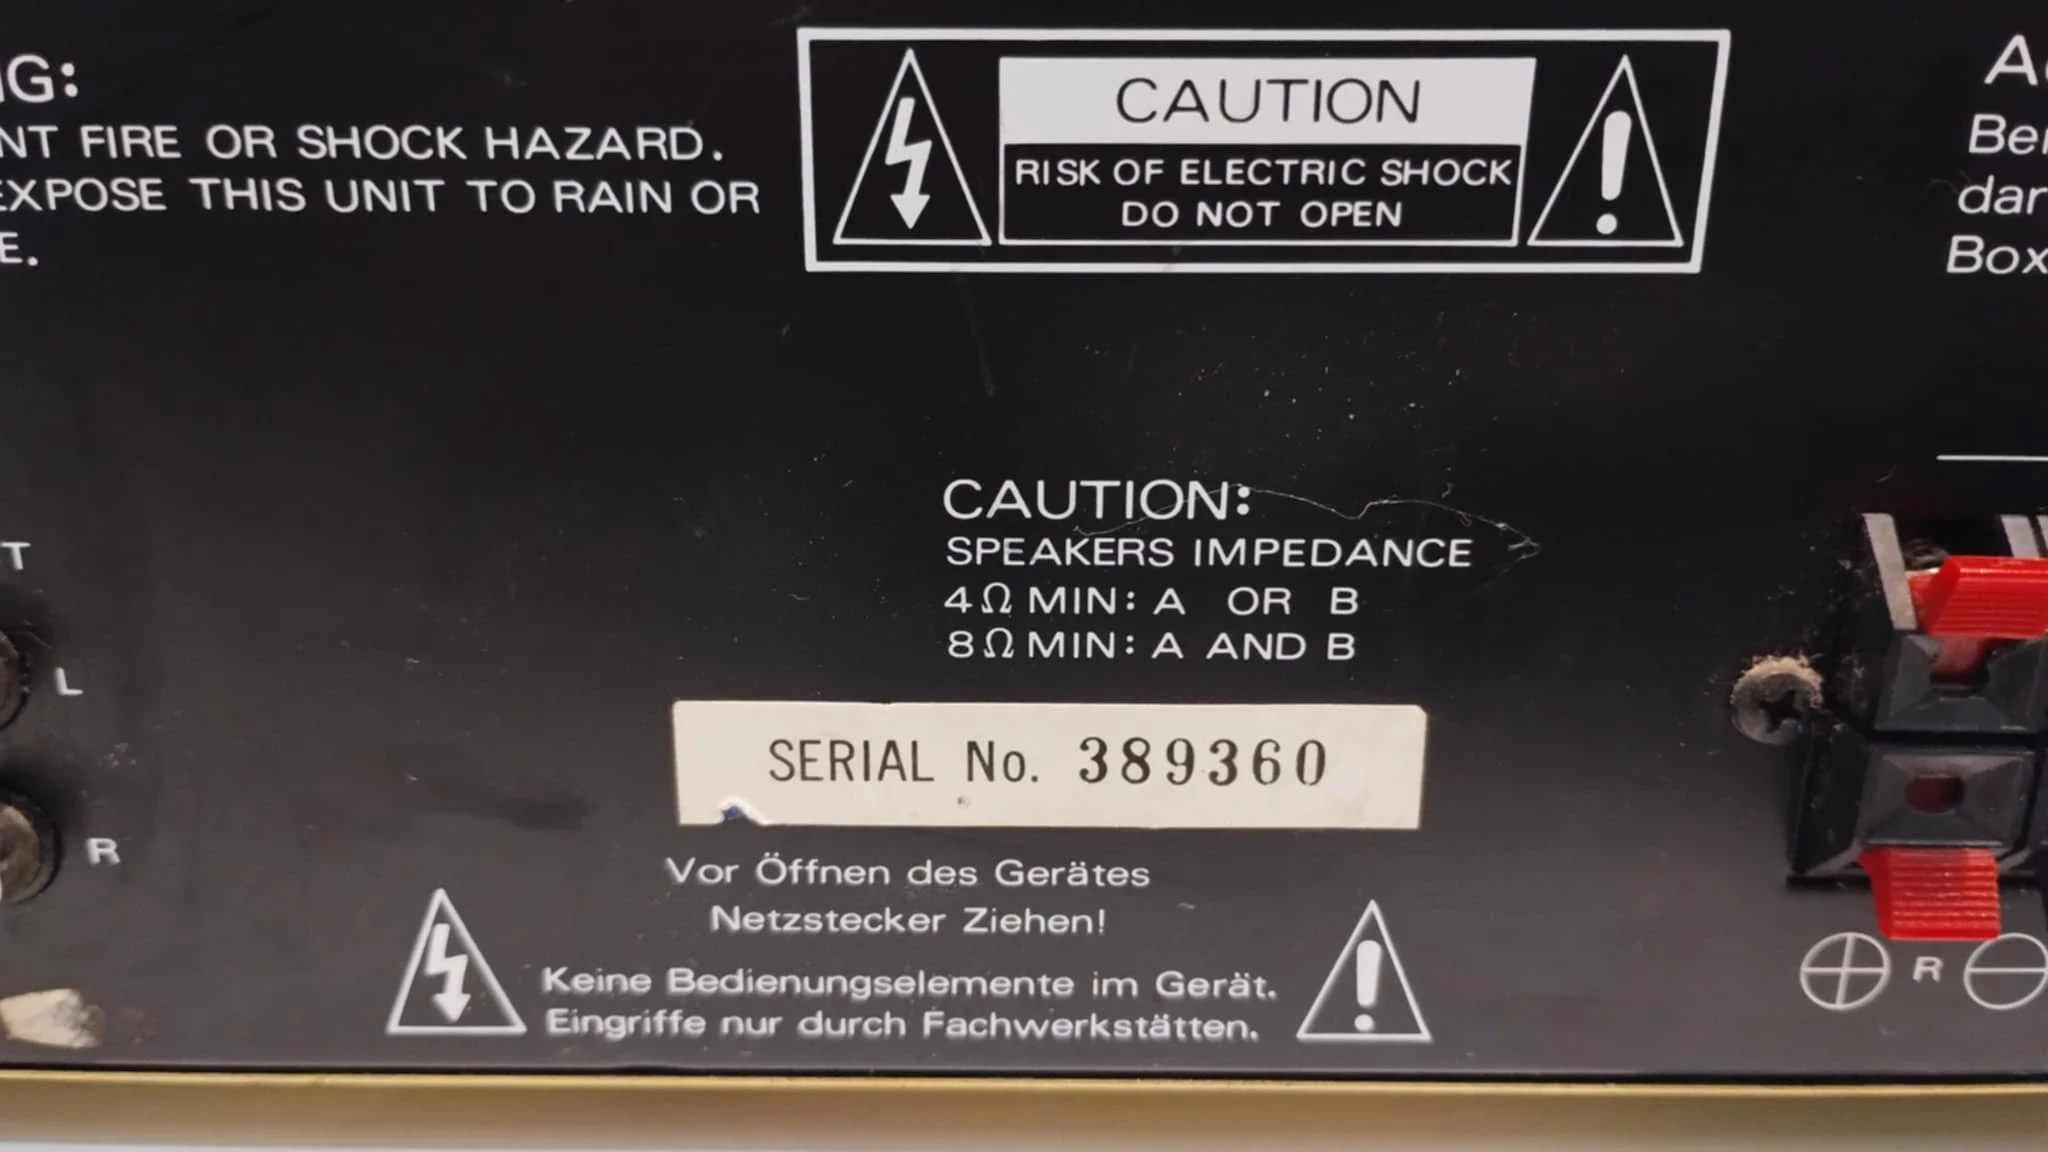 G:
NT FIRE OR SHOCK HAZARD.
EXPOSE THIS UNIT TO RAIN OR
E.
CAUTION
RISK OF ELECTRIC SHOCK
DO NOT OPEN
Ber
dar
Box
CAUTION:
SPEAKERS IMPEDANCE
4Ω MIN: A OR B
8Ω MIN: A AND B
T
L
R
SERIAL No. 389360
Vor Öffnen des Gerätes
Netzstecker Ziehen!
Keine Bedienungselemente im Gerät.
Eingriffe nur durch Fachwerkstätten.
R